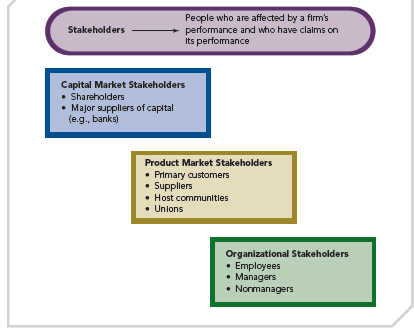 Stakeholders
People who are affected by a firm's
performance and who have claims on
its performance
Capital Market Stakeholders
• Shareholders
• Major suppliers of capital
(e.g., banks)
Product Market Stakeholders
• Primary customers
• Suppliers
• Host communities
• Unions
Organizational Stakeholders
• Employees
• Managers
• Nonmanagers